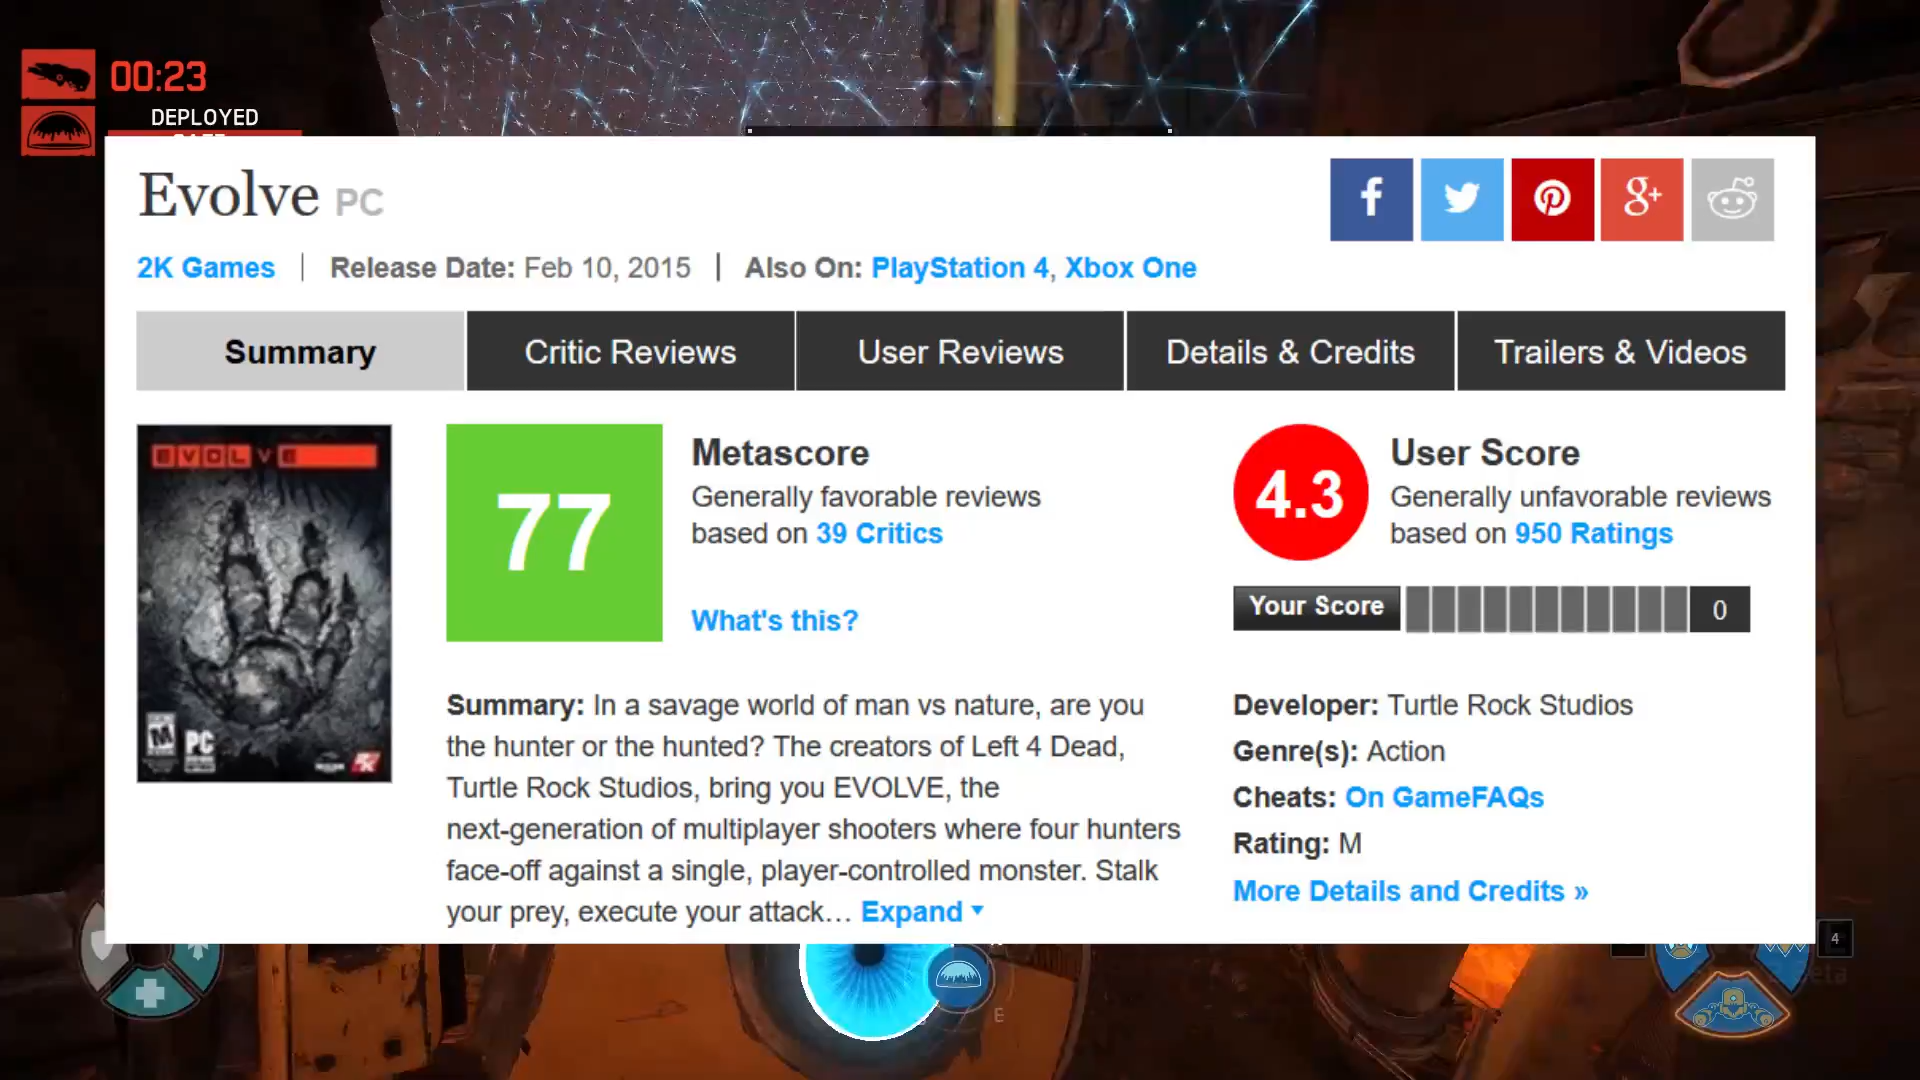 00:23
DEPLOYED
Evolve PC
2K Games | Release Date: Feb 10, 2015 | Also On: PlayStation 4, Xbox One
f
g+
Summary
Critic Reviews
User Reviews
Details & Credits
Trailers & Videos
EVOLVE
M
PC
2K
77
Metascore
Generally favorable reviews
based on 39 Critics
What's this?
4.3
User Score
Generally unfavorable reviews
based on 950 Ratings
Your Score
0
Summary: In a savage world of man vs nature, are you
the hunter or the hunted? The creators of Left 4 Dead,
Turtle Rock Studios, bring you EVOLVE, the
next-generation of multiplayer shooters where four hunters
face-off against a single, player-controlled monster. Stalk
your prey, execute your attack… Expand
Developer: Turtle Rock Studios
Genre(s): Action
Cheats: On GameFAQs
Rating: M
More Details and Credits »
4
E